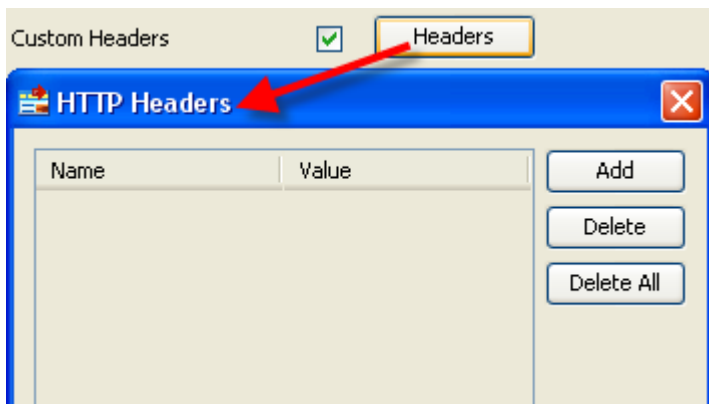 Custom Headers Headers
HTTP Headers
Name Value Add
Delete
Delete All